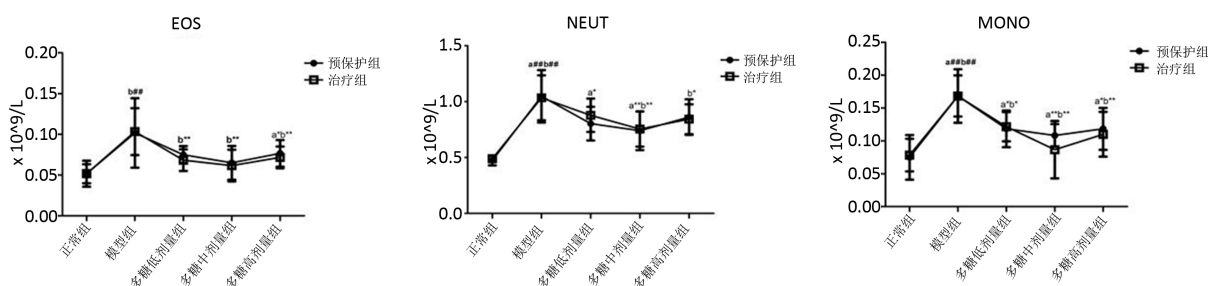 EOS
0.20
0.15
0.10
0.05
0.00
x 10^9/L
b##
b**
b**
a*b**
预保护组
治疗组
正常组
模型组
多糖低剂量组
多糖中剂量组
多糖高剂量组
NEUT
1.5
1.0
0.5
0.0
x 10^9/L
a##b##
a*
a**b**
b*
预保护组
治疗组
正常组
模型组
多糖低剂量组
多糖中剂量组
多糖高剂量组
MONO
0.25
0.20
0.15
0.10
0.05
0.00
x 10^9/L
a##b##
a*b*
a**b**
a*b**
预保护组
治疗组
正常组
模型组
多糖低剂量组
多糖中剂量组
多糖高剂量组